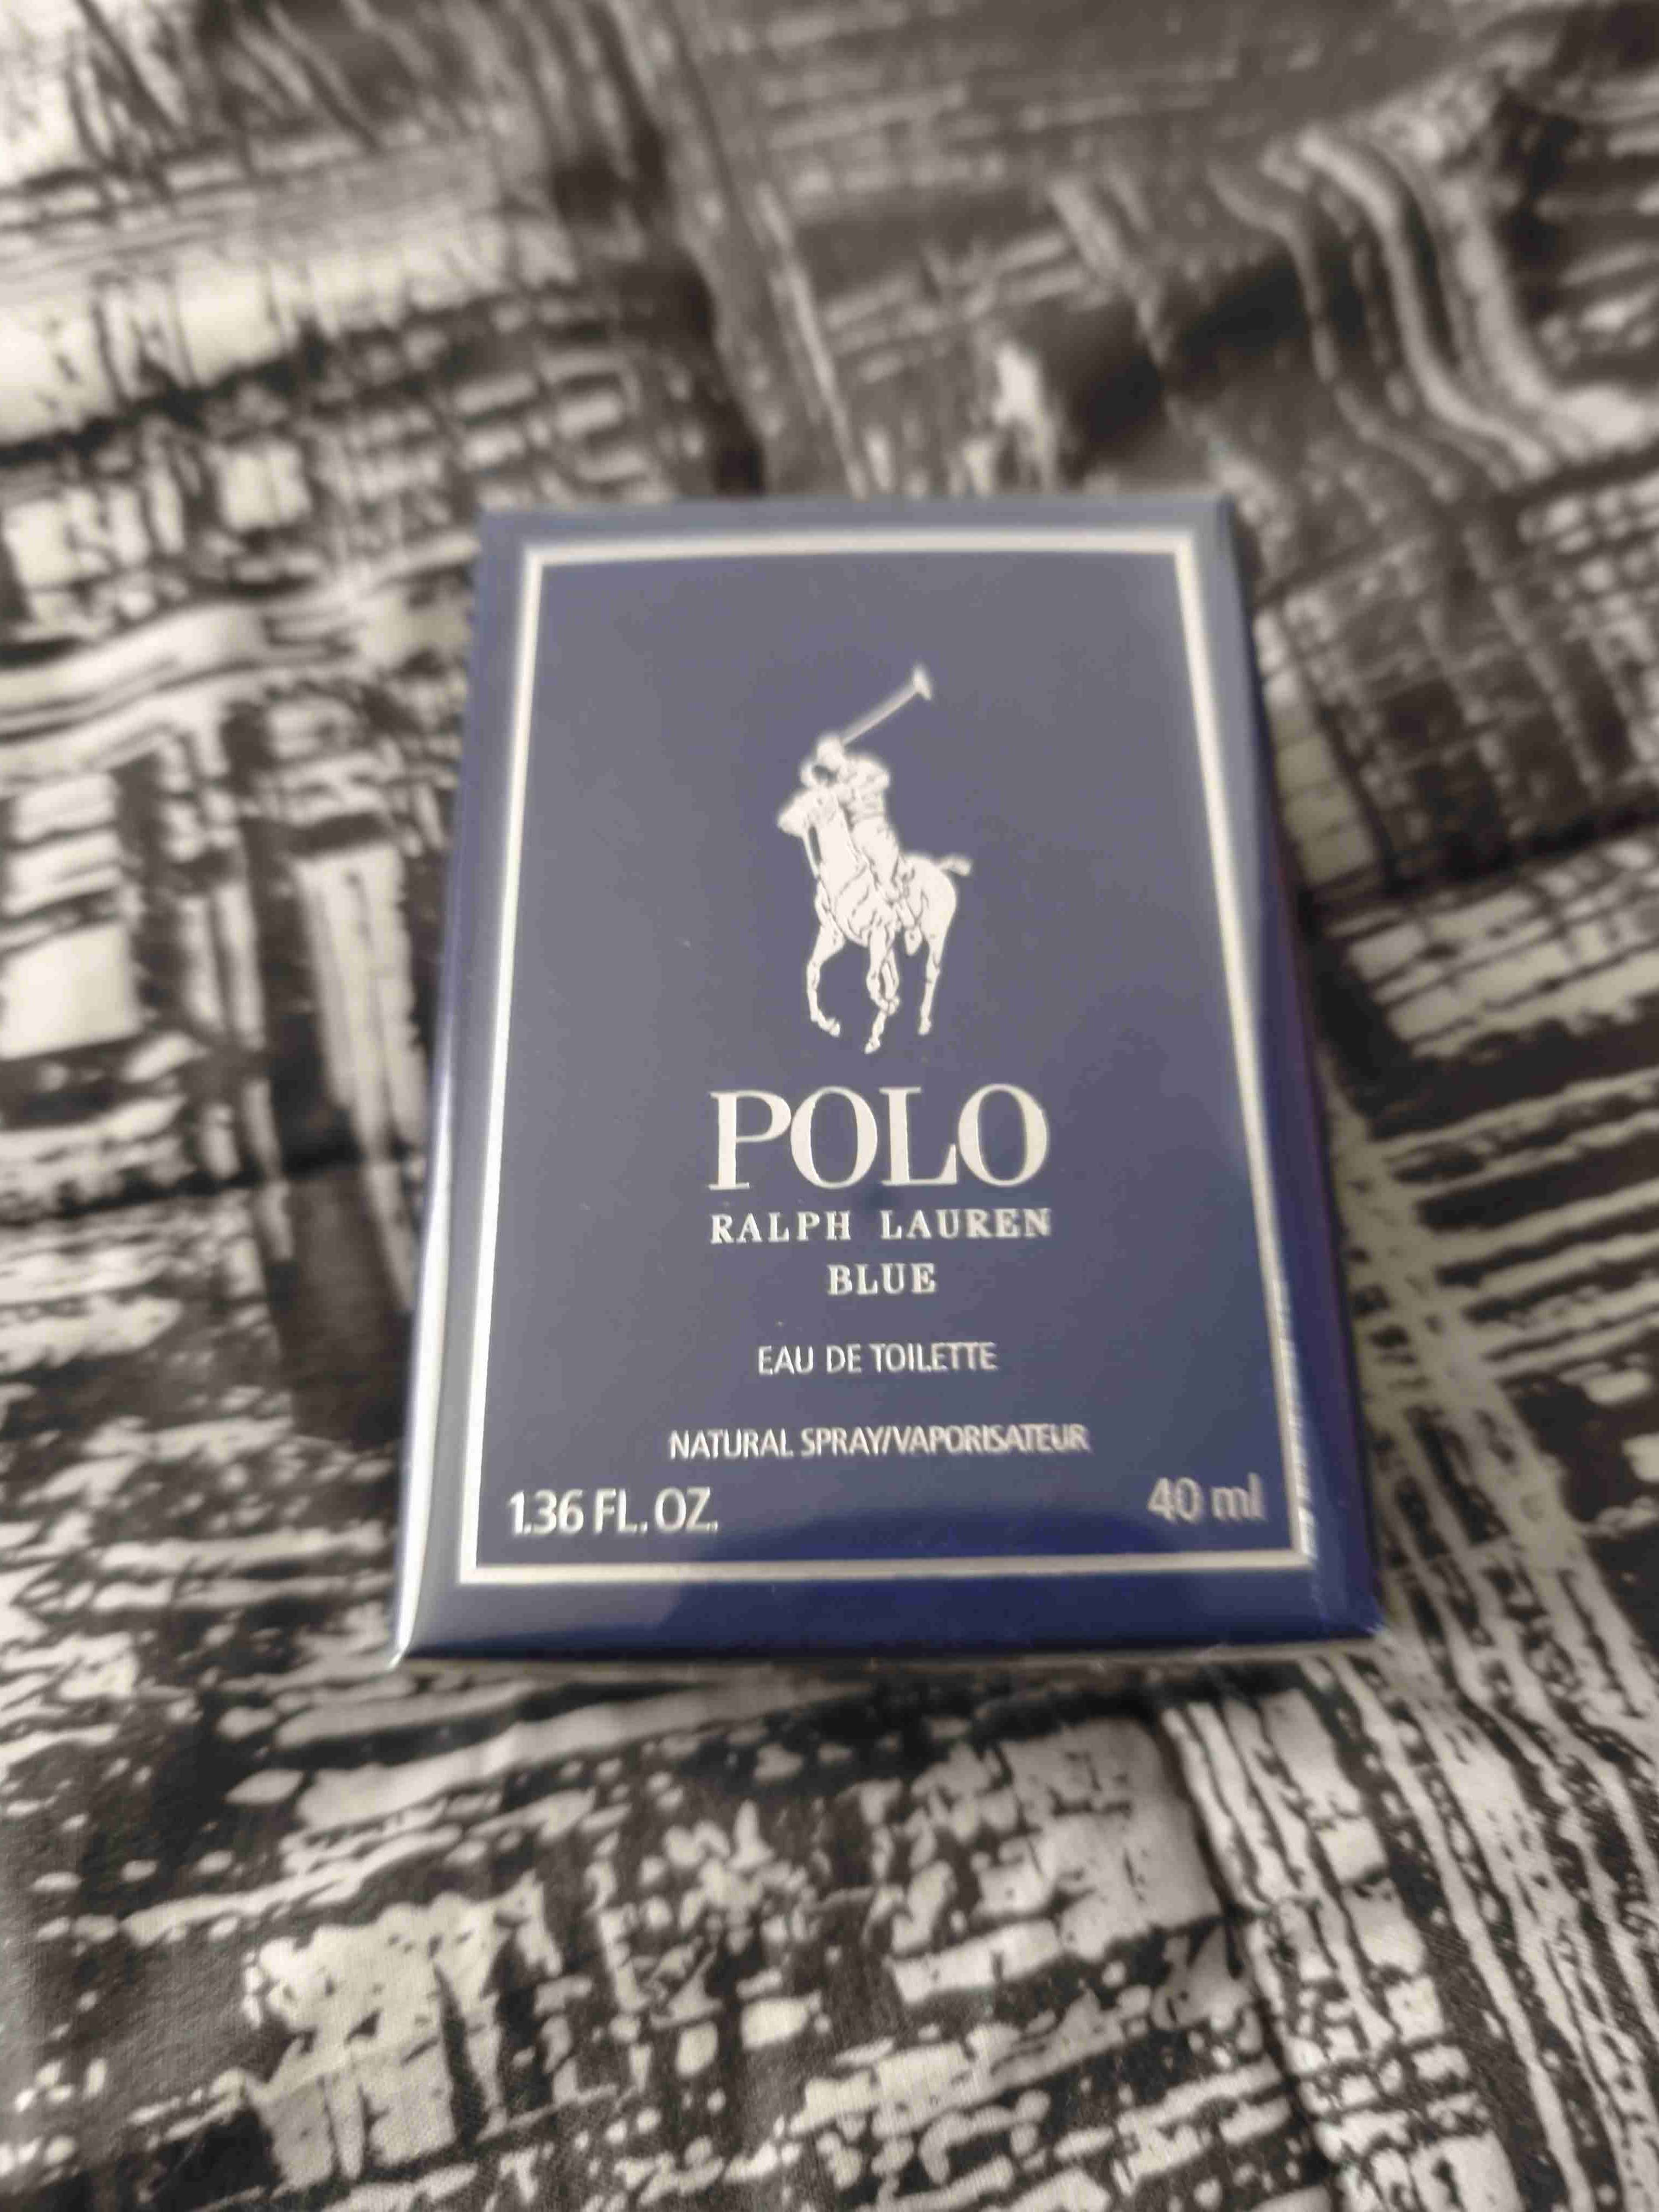 POLO
RALPH LAUREN
BLUE
EAU DE TOILETTE
NATURAL SPRAY/VAPORISATEUR
1.36 FL. OZ. 40 ml